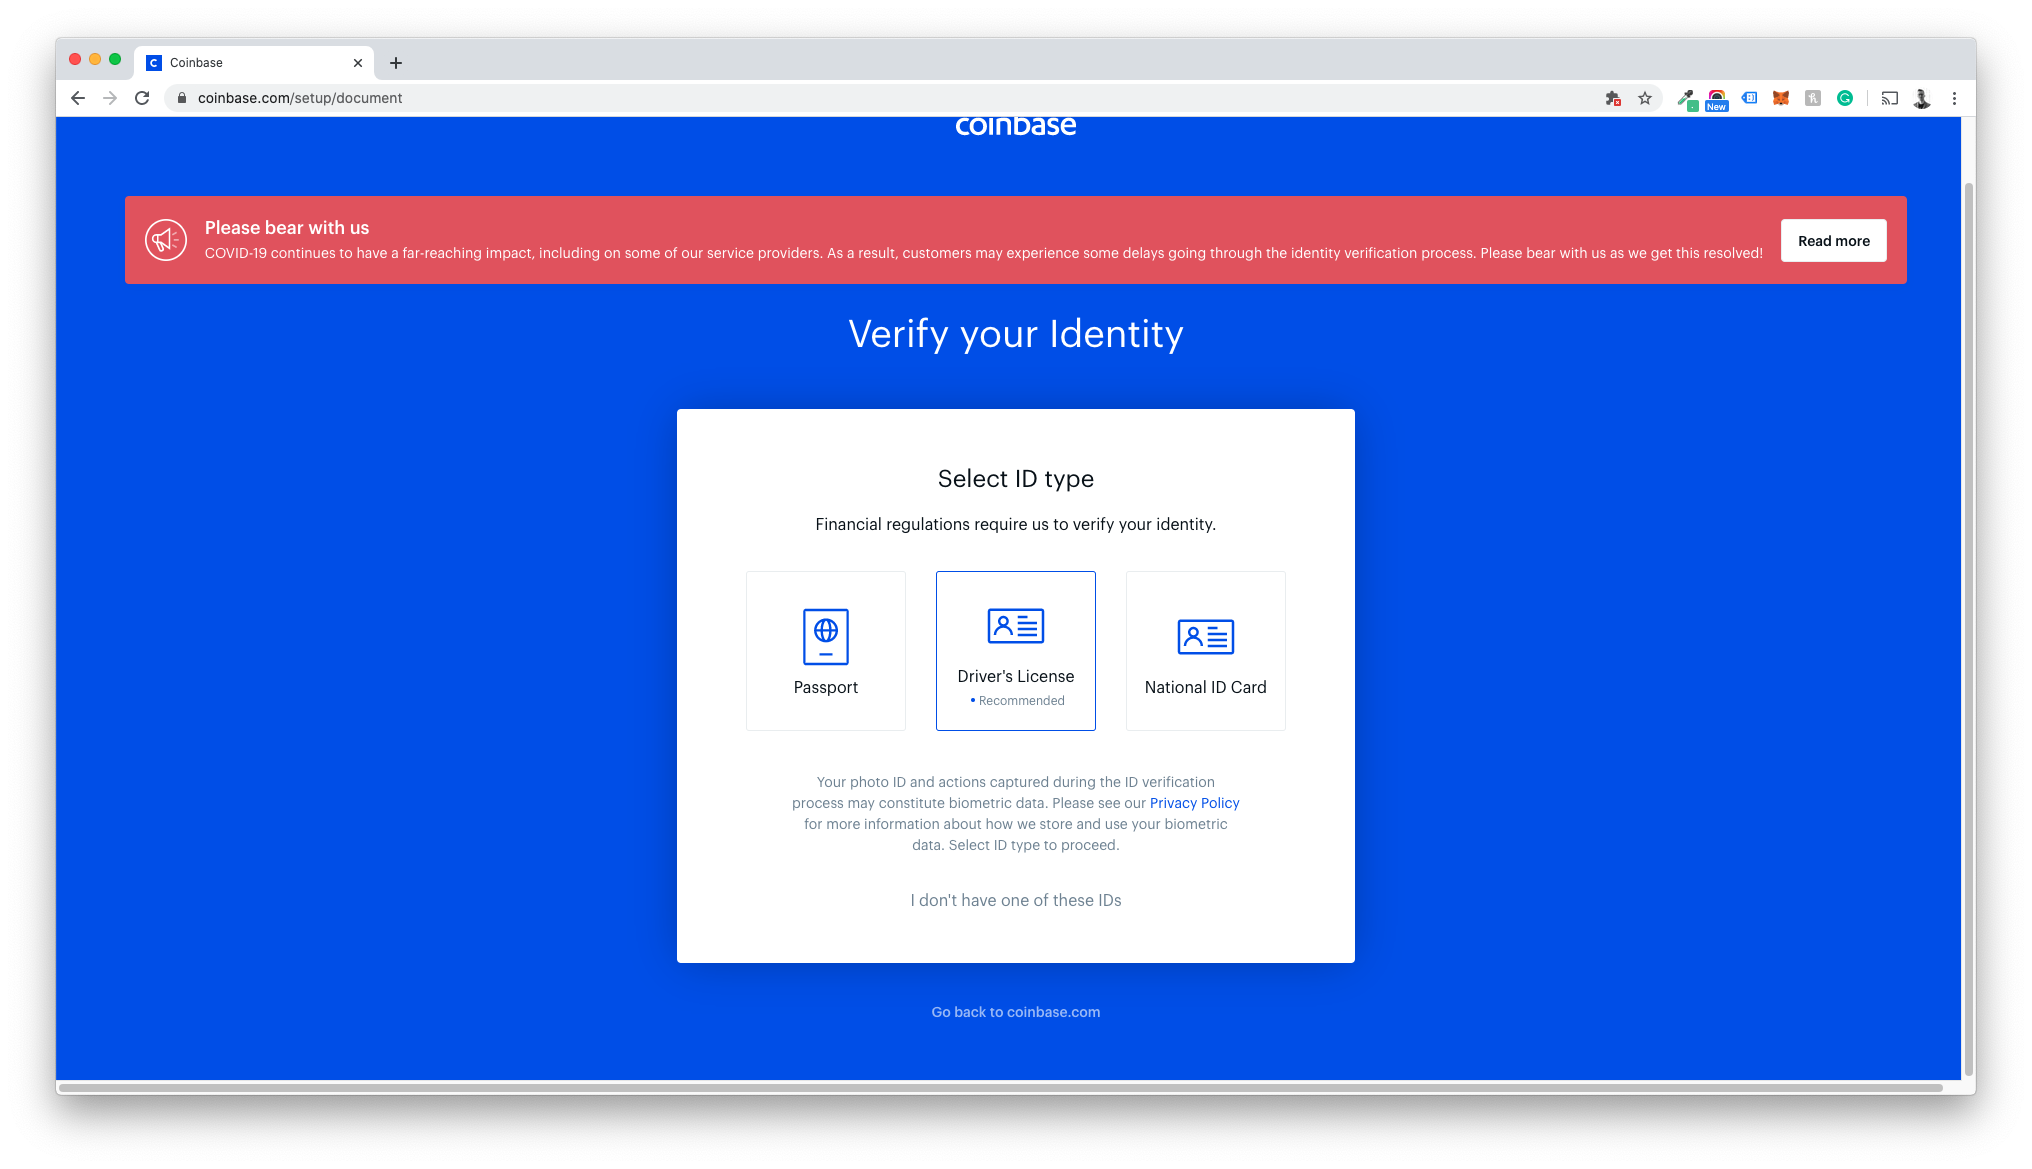 Coinbase
coinbase.com/setup/document
New
coinbase
Please bear with us
COVID-19 continues to have a far-reaching impact, including on some of our service providers. As a result, customers may experience some delays going through the identity verification process. Please bear with us as we get this resolved!
Read more
Verify your Identity
Select ID type
Financial regulations require us to verify your identity.
Passport
Driver's License
• Recommended
National ID Card
Your photo ID and actions captured during the ID verification
process may constitute biometric data. Please see our Privacy Policy
for more information about how we store and use your biometric
data. Select ID type to proceed.
I don't have one of these IDs
Go back to coinbase.com